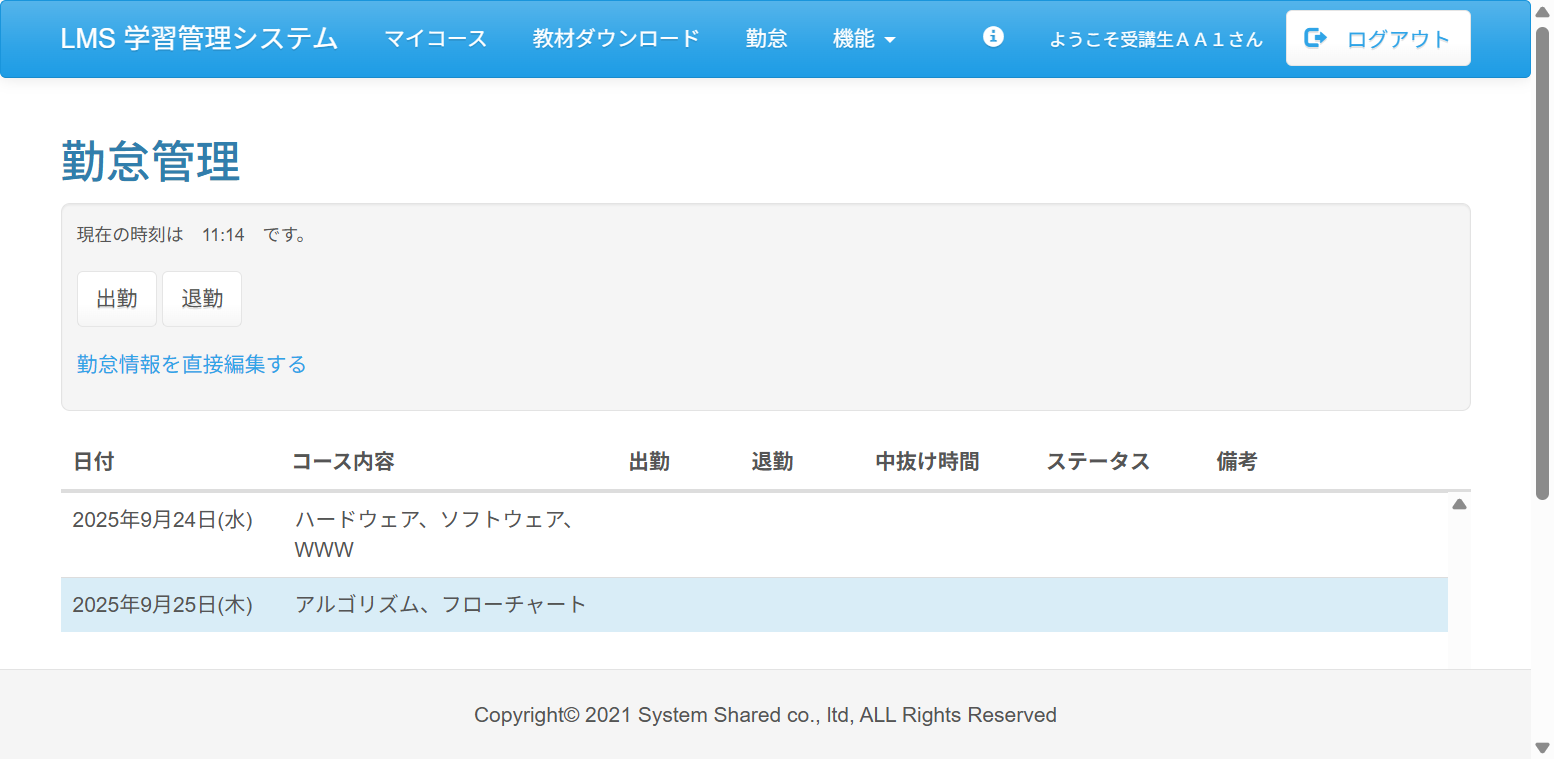 LMS 学習管理システム マイコース 教材ダウンロード 勤怠 機能 ようこそ受講生ＡＡ１さん ログアウト
勤怠管理
現在の時刻は　11:14　です。
出勤 退勤
勤怠情報を直接編集する
日付 コース内容 出勤 退勤 中抜け時間 ステータス 備考
2025年9月24日(水) ハードウェア、ソフトウェア、
WWW
2025年9月25日(木) アルゴリズム、フローチャート
Copyright© 2021 System Shared co., ltd, ALL Rights Reserved